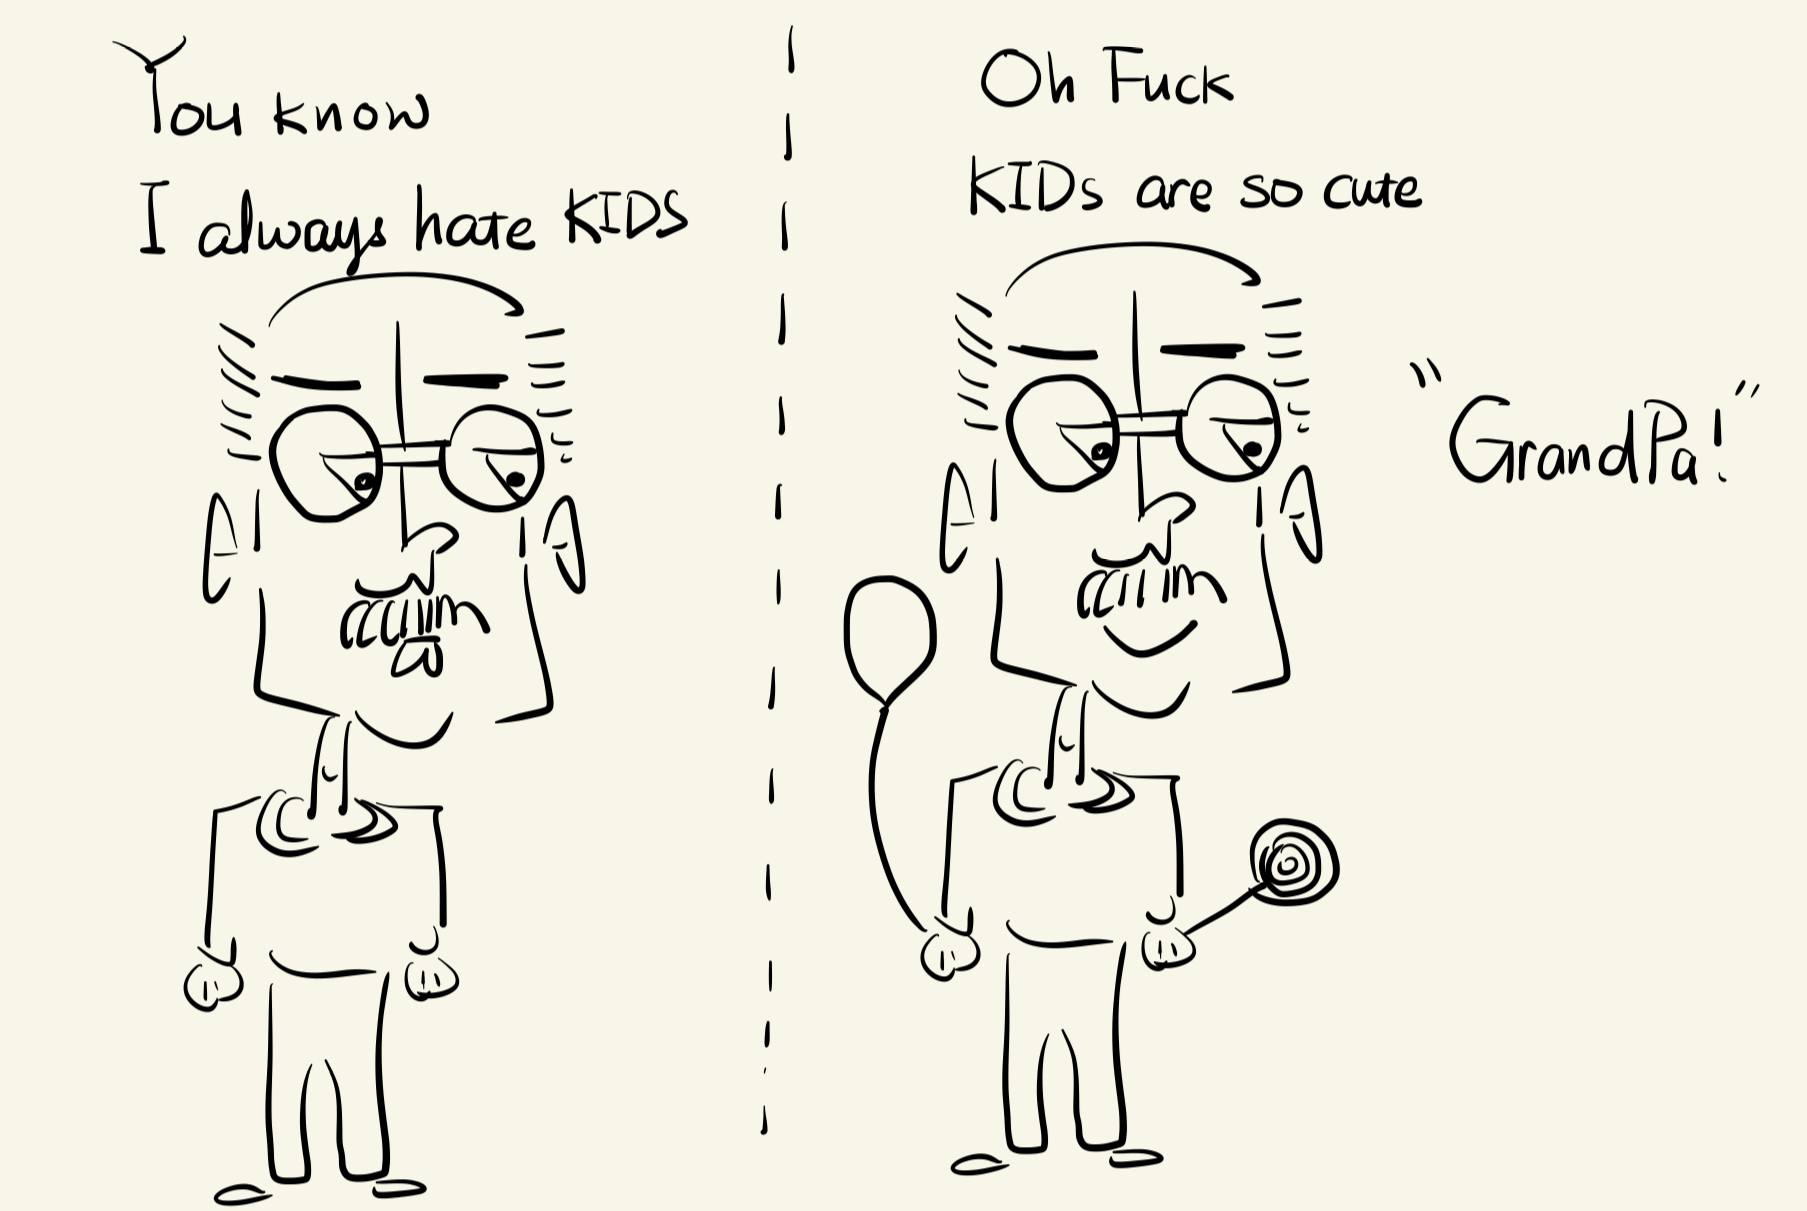 You know
I always hate KIDS
Oh Fuck
KIDs are so cute
"GrandPa!"